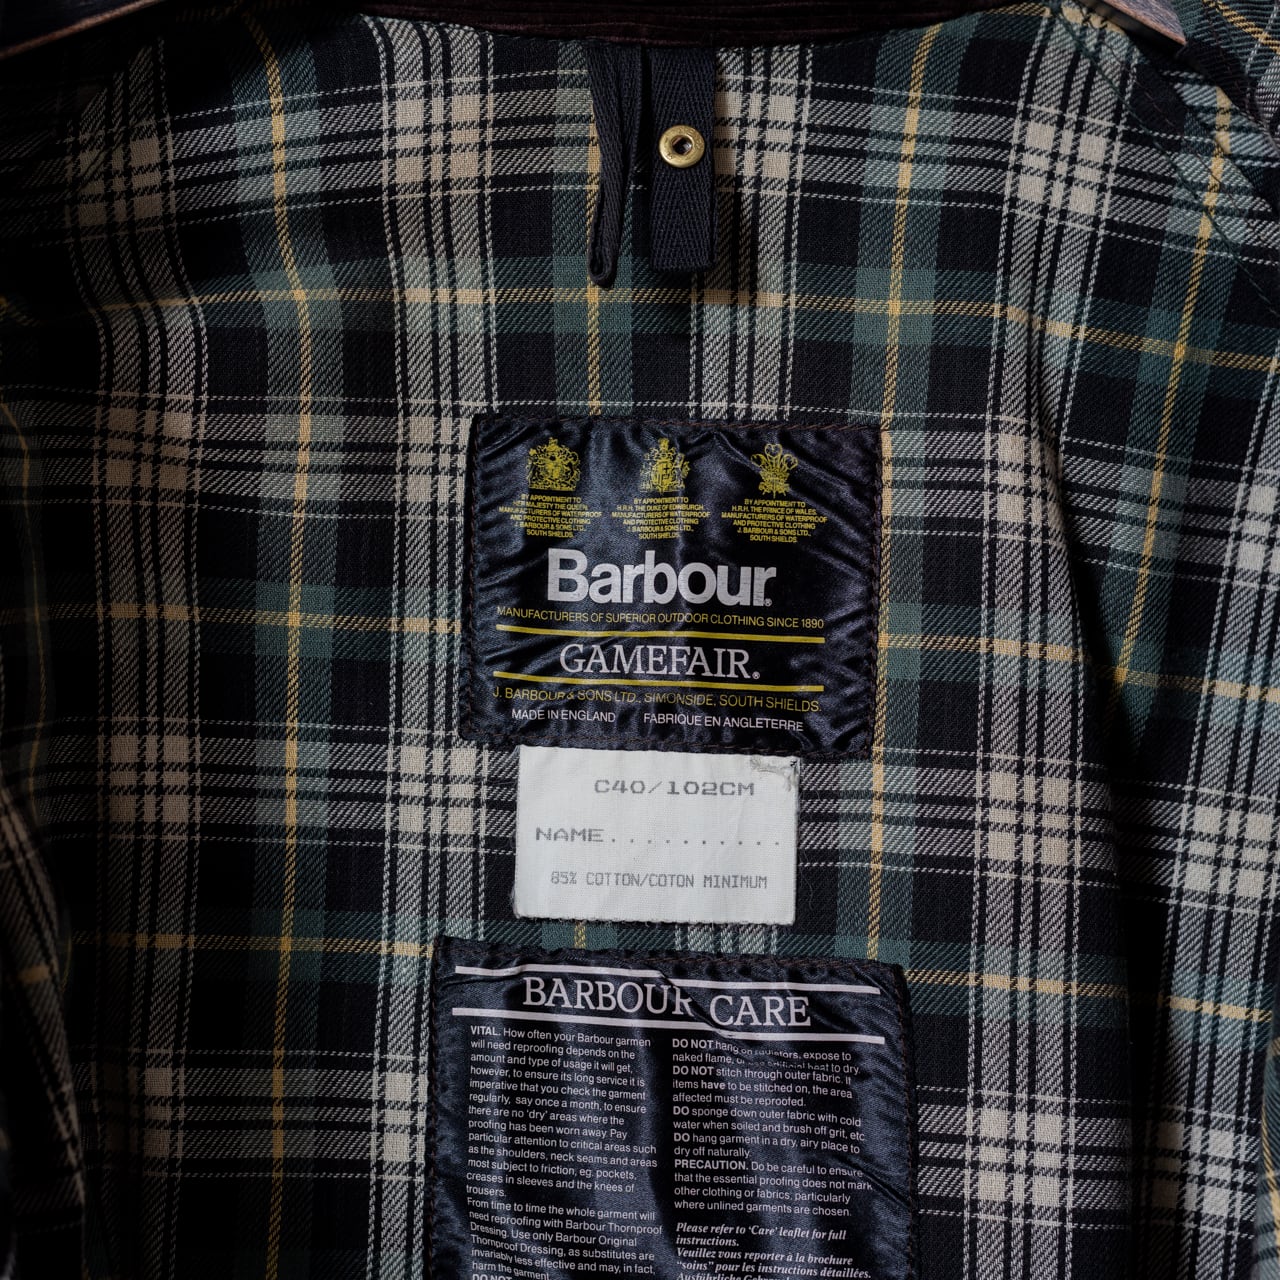 BY APPOINTMENT TO
HER MAJESTY THE QUEEN
MANUFACTURERS OF WATERPROOF
AND PROTECTIVE CLOTHING
J. BARBOUR & SONS LTD.,
SOUTH SHIELDS.
BY APPOINTMENT TO
H.R.H. THE DUKE OF EDINBURGH
MANUFACTURERS OF WATERPROOF
AND PROTECTIVE CLOTHING
J. BARBOUR & SONS LTD.,
SOUTH SHIELDS.
BY APPOINTMENT TO
H.R.H. THE PRINCE OF WALES
MANUFACTURERS OF WATERPROOF
AND PROTECTIVE CLOTHING
J. BARBOUR & SONS LTD.,
SOUTH SHIELDS.
Barbour®
MANUFACTURERS OF SUPERIOR OUTDOOR CLOTHING SINCE 1890
GAMEFAIR®
J. BARBOUR & SONS LTD., SIMONSIDE, SOUTH SHIELDS.
MADE IN ENGLAND FABRIQUE EN ANGLETERRE
C40/102CM
NAME..........
85% COTTON/COTON MINIMUM
BARBOUR CARE
VITAL. How often your Barbour garmen
will need reproofing depends on the
amount and type of usage it will get,
however, to ensure its long service it is
imperative that you check the garment
regularly, say once a month, to ensure
there are no 'dry' areas where the
proofing has been worn away. Pay
particular attention to critical areas such
as the shoulders, neck seams and areas
most subject to friction, eg. pockets,
creases in sleeves and the knees of
trousers.
From time to time the whole garment will
need reproofing with Barbour Thornproof
Dressing. Use only Barbour Original
Thornproof Dressing, as substitutes are
invariably less effective and may, in fact,
harm the garment.
DO NOT
DO NOT hang on radiators, expose to
naked flame, or use artificial heat to dry.
DO NOT stitch through outer fabric. If
items have to be stitched on, the area
affected must be reproofed.
DO sponge down outer fabric with cold
water when soiled and brush off grit, etc.
DO hang garment in a dry, airy place to
dry off naturally.
PRECAUTION. Do be careful to ensure
that the essential proofing does not mark
other clothing or fabrics, particularly
where unlined garments are chosen.
Please refer to 'Care' leaflet for full
instructions.
Veuillez vous reporter à la brochure
"soins" pour les instructions détaillées.
Ausführliche